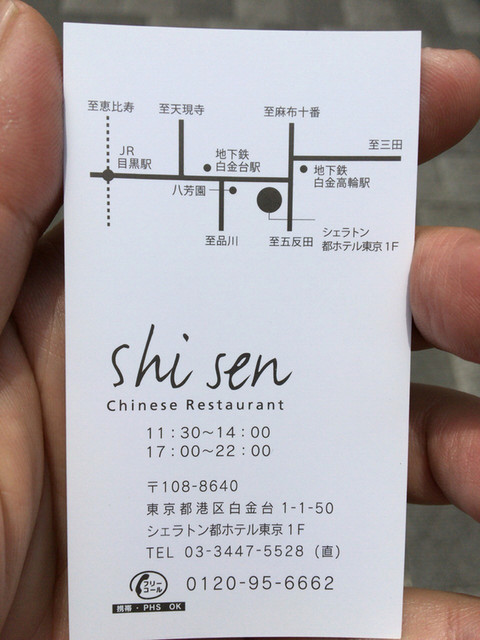 至恵比寿
至天現寺
至麻布十番
至三田
JR
目黒駅
地下鉄
白金台駅
地下鉄
白金高輪駅
八芳園
至品川
至五反田
シェラトン
都ホテル東京1F
shi sen
Chinese Restaurant
11:30〜14:00
17:00〜22:00
〒108-8640
東京都港区白金台 1-1-50
シェラトン都ホテル東京1F
TEL 03-3447-5528 (直)
フリーコール
0120-95-6662
携帯・PHS OK